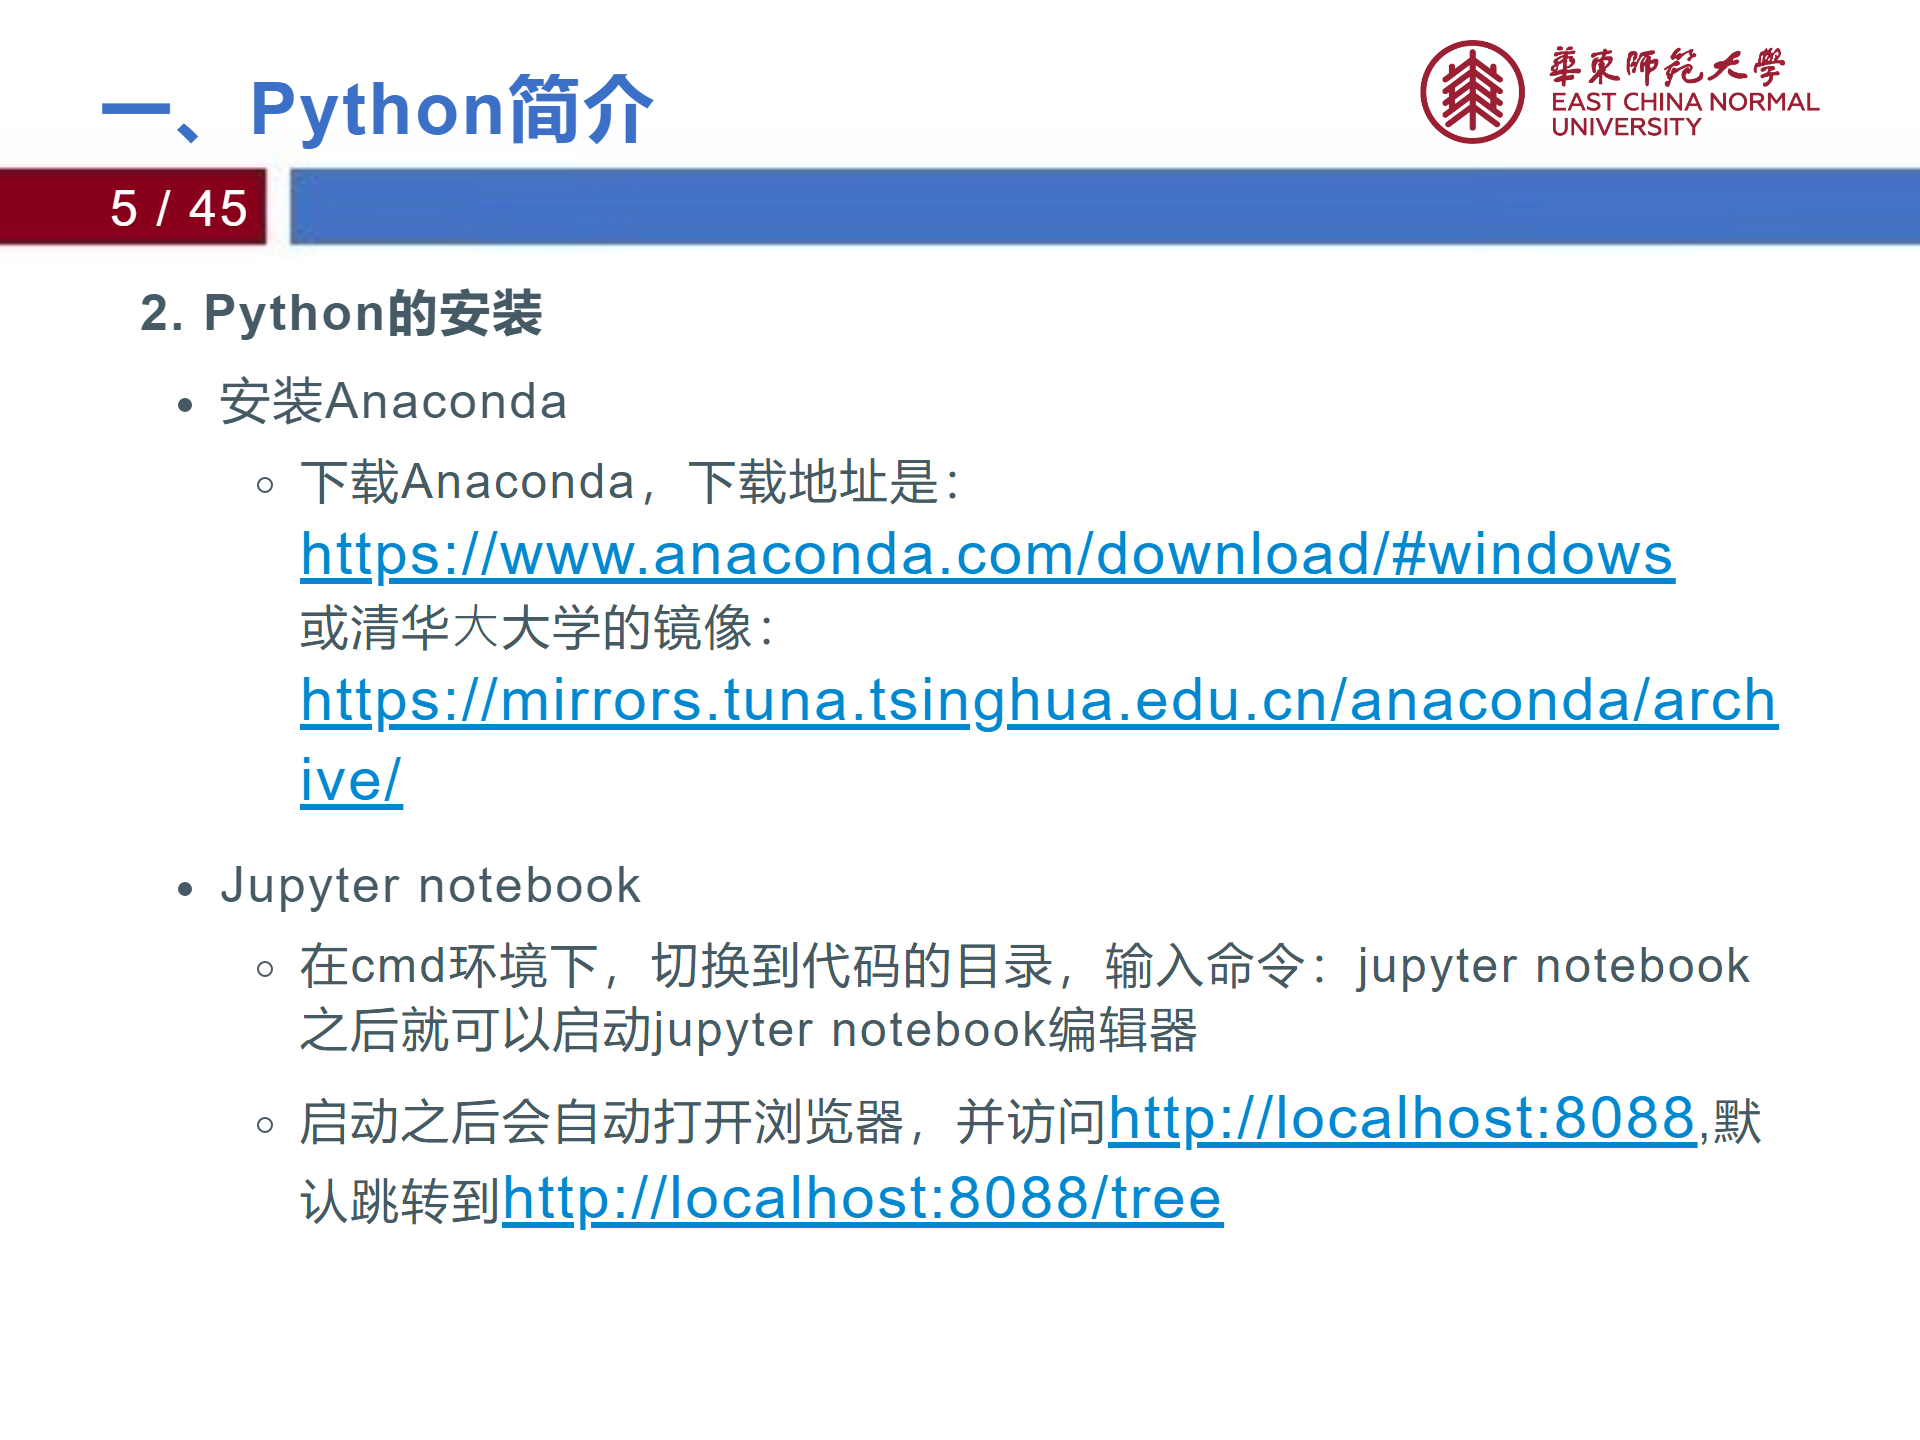 一、Python简介
華東师范大學
EAST CHINA NORMAL
UNIVERSITY
5 / 45
2. Python的安装
• 安装Anaconda
○ 下载Anaconda，下载地址是：
https://www.anaconda.com/download/#windows
或清华⼤大学的镜像：
https://mirrors.tuna.tsinghua.edu.cn/anaconda/arch
ive/
• Jupyter notebook
○ 在cmd环境下，切换到代码的目录，输入命令：jupyter notebook
之后就可以启动jupyter notebook编辑器
○ 启动之后会自动打开浏览器，并访问http://localhost:8088,默
认跳转到http://localhost:8088/tree